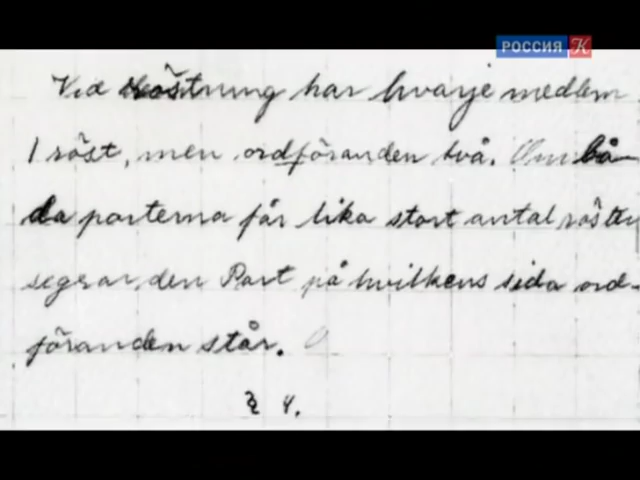 РОССИЯ К
Vid röstning har hvarje medlem
1 röst, men ordföranden två. Om bå-
da parterna får lika stort antal röster
segrar den Part på hvilkens sida ord-
föranden står.
§ 4.